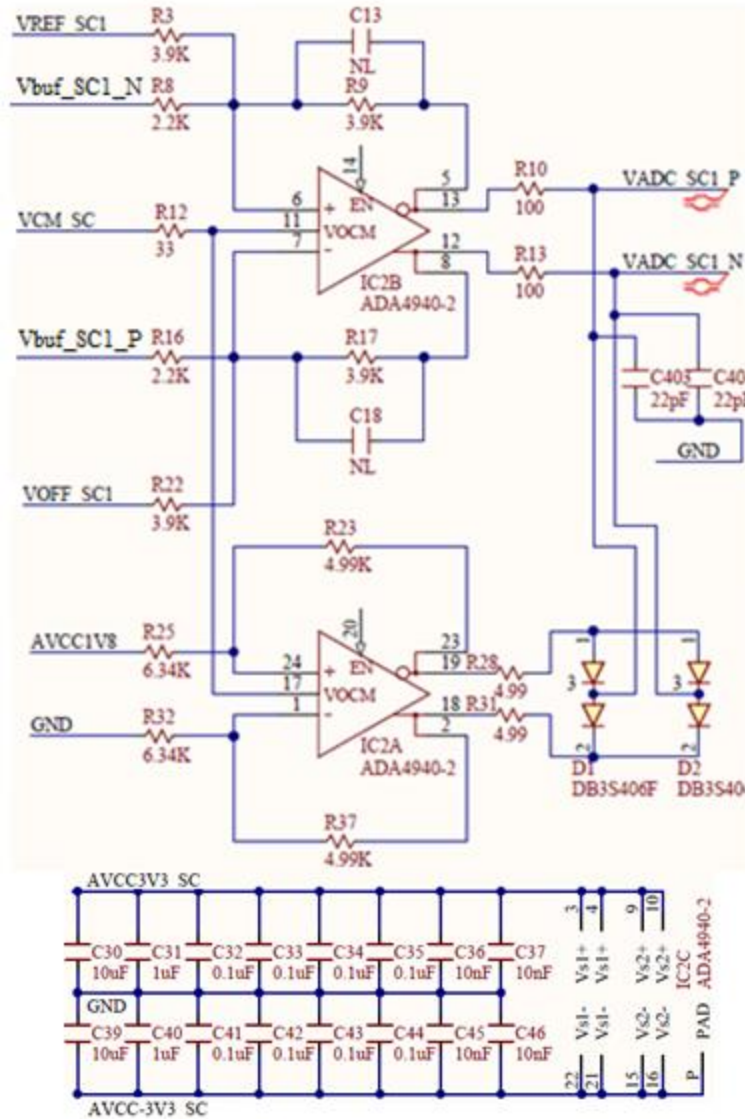 VREF_SC1
R3
3.9K
C13
NL
Vbuf_SC1_N
R8
2.2K
R9
3.9K
14
EN
5
13
R10
100
VADC_SC1_P
VCM_SC
R12
33
6
+
11
VOCM
7
-
12
8
R13
100
VADC_SC1_N
IC2B
ADA4940-2
Vbuf_SC1_P
R16
2.2K
R17
3.9K
C18
NL
C403
22pF
C40
22pF
GND
VOFF_SC1
R22
3.9K
R23
4.99K
AVCC1V8
R25
6.34K
20
EN
23
19
R28
4.99
24
+
17
VOCM
1
-
18
2
R31
4.99
GND
R32
6.34K
IC2A
ADA4940-2
R37
4.99K
1
3
2
D1
DB3S406F
1
3
2
D2
DB3S40
AVCC3V3_SC
C30
10uF
C31
1uF
C32
0.1uF
C33
0.1uF
C34
0.1uF
C35
0.1uF
C36
10nF
C37
10nF
GND
C39
10uF
C40
1uF
C41
0.1uF
C42
0.1uF
C43
0.1uF
C44
0.1uF
C45
10nF
C46
10nF
AVCC-3V3_SC
3
4
9
10
Vs1+
Vs1+
Vs2+
Vs2+
IC2C
ADA4940-2
Vs1-
Vs1-
Vs2-
Vs2-
PAD
22
21
15
16
P